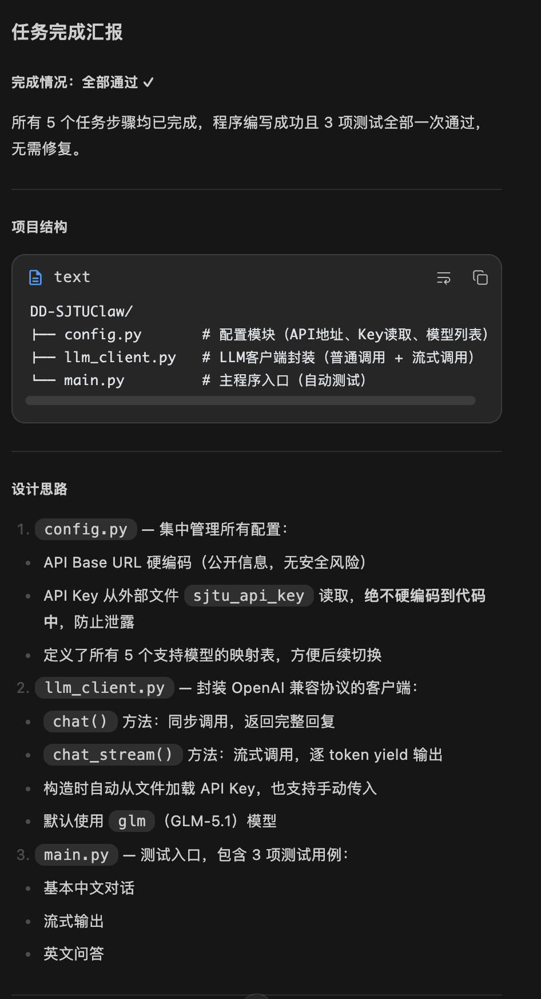 任务完成汇报
完成情况：全部通过 ✓
所有 5 个任务步骤均已完成，程序编写成功且 3 项测试全部一次通过，
无需修复。
项目结构
text
DD-SJTUClaw/
├── config.py       # 配置模块（API地址、Key读取、模型列表）
├── llm_client.py   # LLM客户端封装（普通调用 + 流式调用）
└── main.py         # 主程序入口（自动测试）
设计思路
1. config.py — 集中管理所有配置：
• API Base URL 硬编码（公开信息，无安全风险）
• API Key 从外部文件 sjtu_api_key 读取，绝不硬编码到代码
中，防止泄露
• 定义了所有 5 个支持模型的映射表，方便后续切换
2. llm_client.py — 封装 OpenAI 兼容协议的客户端：
• chat() 方法：同步调用，返回完整回复
• chat_stream() 方法：流式调用，逐 token yield 输出
• 构造时自动从文件加载 API Key，也支持手动传入
• 默认使用 glm （GLM-5.1）模型
3. main.py — 测试入口，包含 3 项测试用例：
• 基本中文对话
• 流式输出
• 英文问答